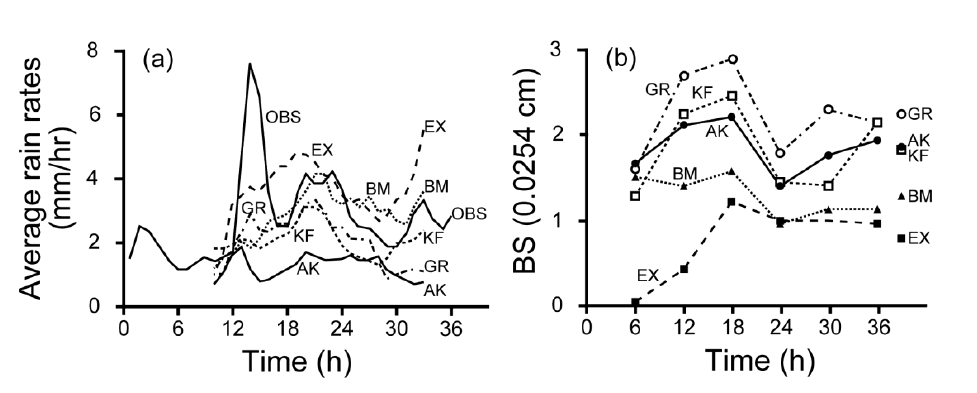 Average rain rates
(mm/hr)
8
6
4
2
0
(a)
OBS
EX
EX
GR
BM
BM
OBS
KF
KF
AK
GR
AK
0 6 12 18 24 30 36
Time (h)
BS (0.0254 cm)
3
2
1
0
(b)
GR
KF
AK
BM
EX
GR
AK
KF
BM
EX
0 6 12 18 24 30 36
Time (h)